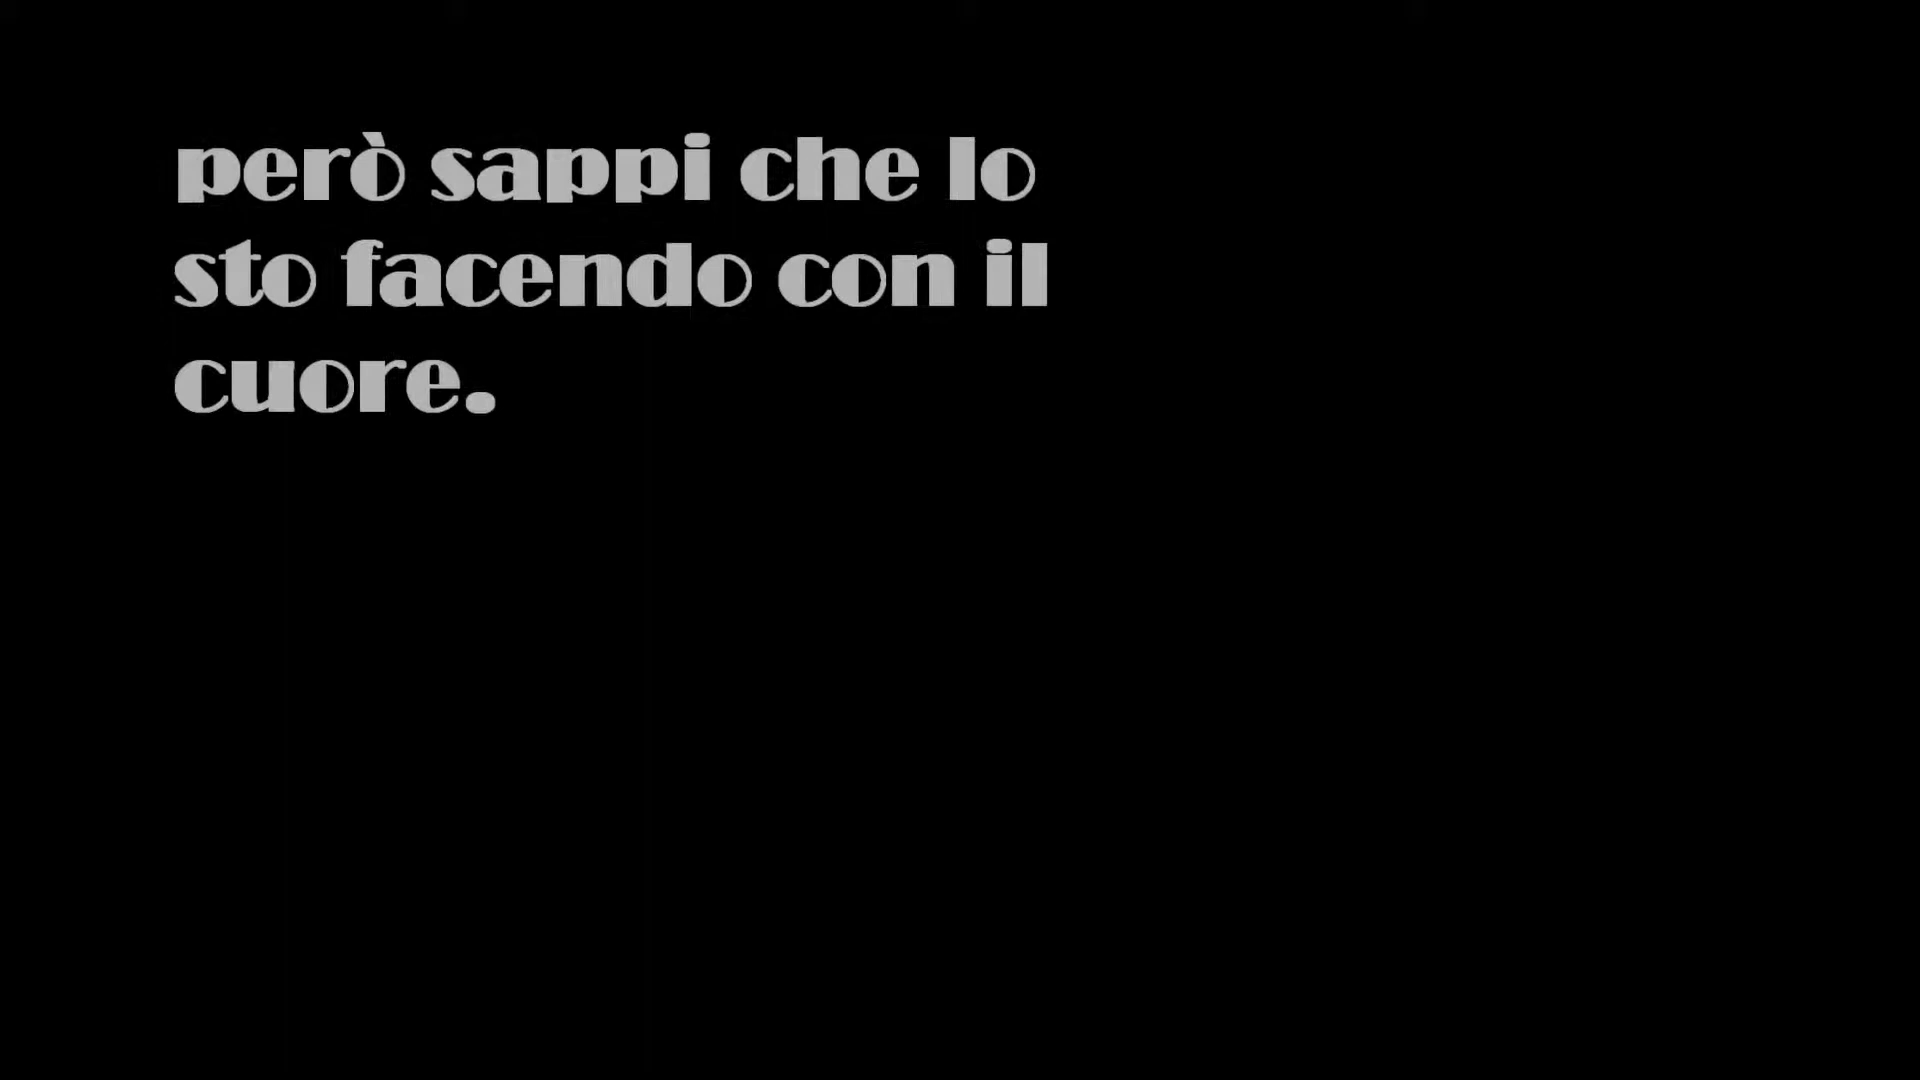 però sappi che lo
sto facendo con il
cuore.